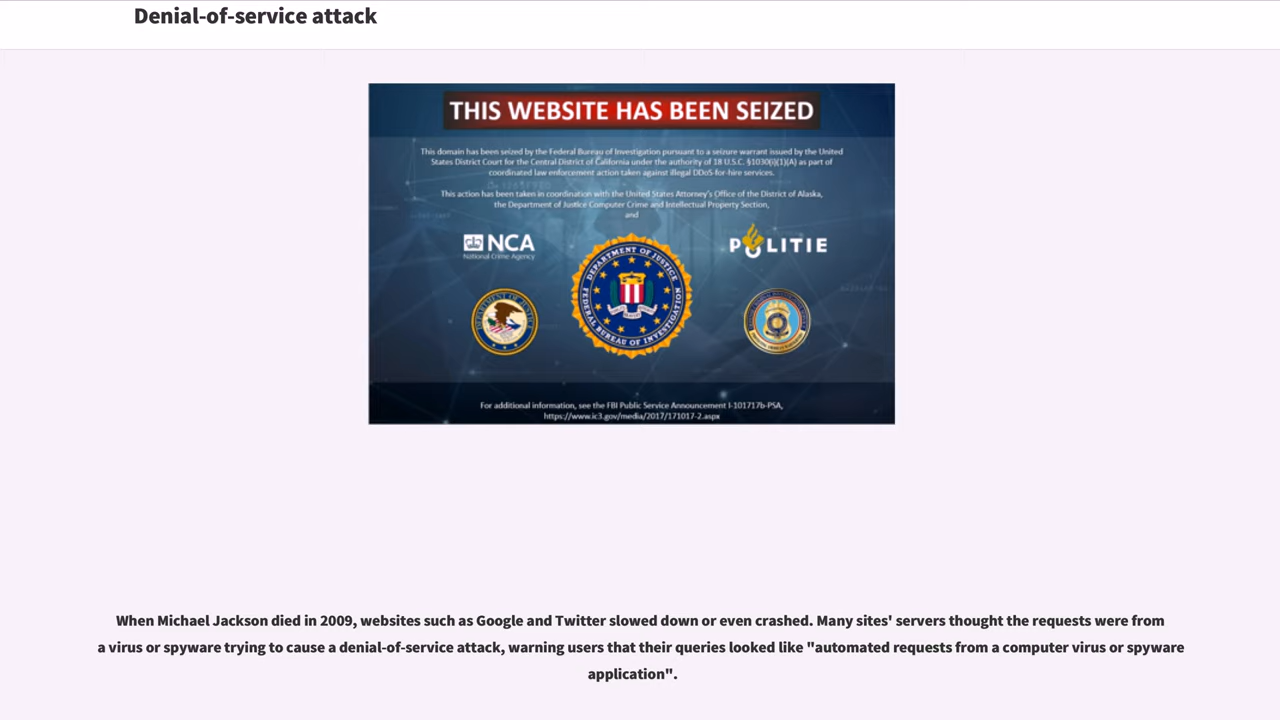 Denial-of-service attack
THIS WEBSITE HAS BEEN SEIZED
This domain has been seized by the Federal Bureau of Investigation pursuant to a seizure warrant issued by the United
States District Court for the Central District of California under the authority of 18 U.S.C. §1030(i)(1)(A) as part of
coordinated law enforcement action taken against illegal DDoS-for-hire services.
This action has been taken in coordination with the United States Attorney's Office of the District of Alaska,
the Department of Justice Computer Crime and Intellectual Property Section,
and
NCA
National Crime Agency
POLITIE
DEPARTMENT OF JUSTICE
FEDERAL BUREAU OF INVESTIGATION
For additional information, see the FBI Public Service Announcement I-101717b-PSA,
https://www.ic3.gov/media/2017/171017-2.aspx
When Michael Jackson died in 2009, websites such as Google and Twitter slowed down or even crashed. Many sites' servers thought the requests were from
a virus or spyware trying to cause a denial-of-service attack, warning users that their queries looked like "automated requests from a computer virus or spyware
application".